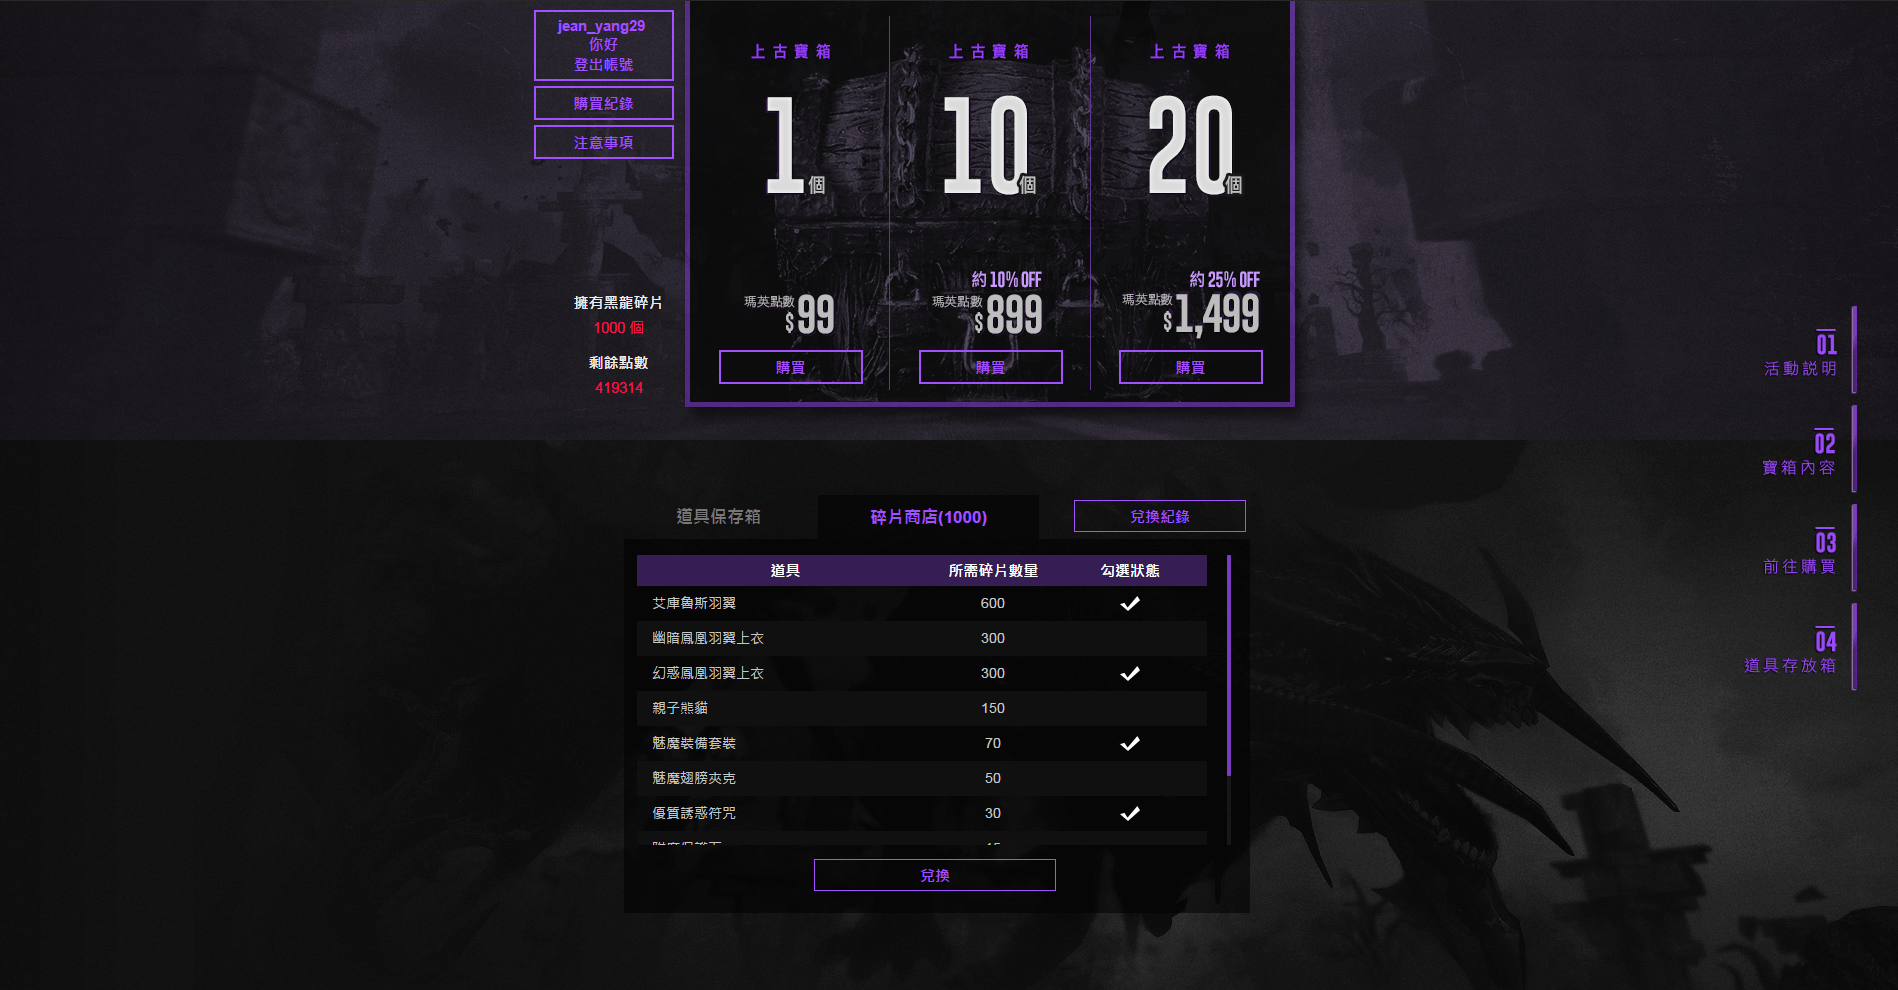 jean_yang29
你好
登出帳號
購買紀錄
注意事項
擁有黑龍碎片
1000 個
剩餘點數
419314
上古寶箱
1個
瑪英點數
$99
購買
上古寶箱
10個
約 10% OFF
瑪英點數
$899
購買
上古寶箱
20個
約 25% OFF
瑪英點數
$1,499
購買
01
活動説明
02
寶箱內容
03
前往購買
04
道具存放箱
道具保存箱
碎片商店(1000)
兌換紀錄
道具 所需碎片數量 勾選狀態
艾庫魯斯羽翼 600
幽暗鳳凰羽翼上衣 300
幻惑鳳凰羽翼上衣 300
親子熊貓 150
魅魔裝備套裝 70
魅魔翅膀夾克 50
優質誘惑符咒 30
兌換